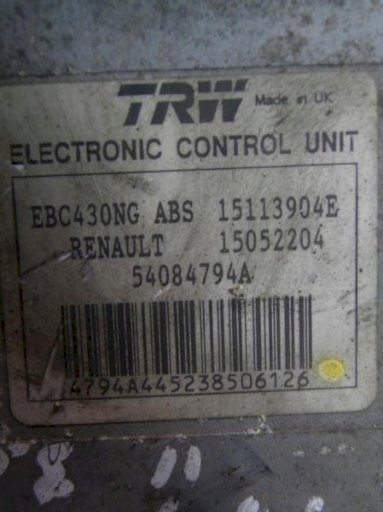 TRW Made in UK
ELECTRONIC CONTROL UNIT
EBC430NG ABS 15113904E
RENAULT 15052204
54084794A
4794A445238506126